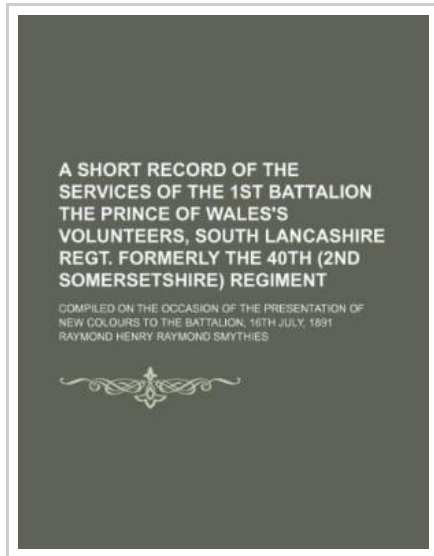 A SHORT RECORD OF THE
SERVICES OF THE 1ST BATTALION
THE PRINCE OF WALES'S
VOLUNTEERS, SOUTH LANCASHIRE
REGT. FORMERLY THE 40TH (2ND
SOMERSETSHIRE) REGIMENT
COMPILED ON THE OCCASION OF THE PRESENTATION OF
NEW COLOURS TO THE BATTALION, 16TH JULY, 1891
RAYMOND HENRY RAYMOND SMYTHIES